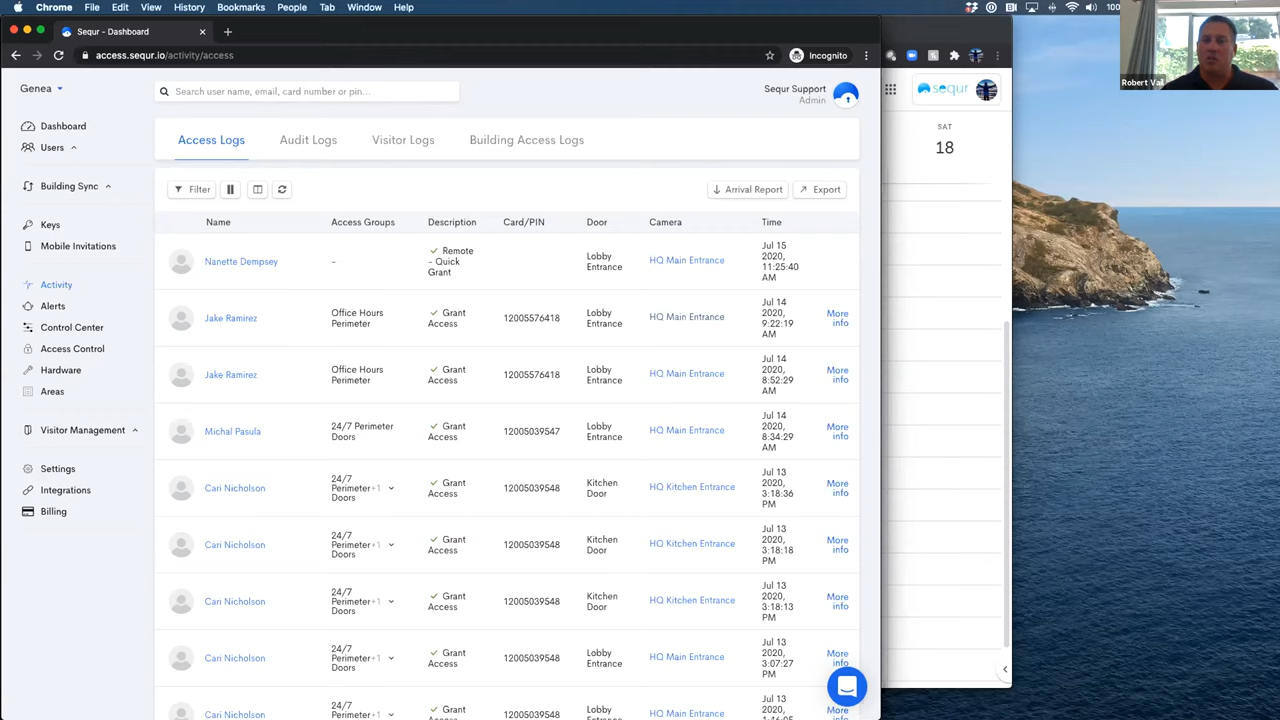 Chrome File Edit View History Bookmarks People Tab Window Help
Sequr - Dashboard
access.sequr.io/activity/access
Incognito
Robert Vail
Genea
Search user name, email, card number or pin...
Sequr Support
Admin
sequr
Dashboard
Users
Building Sync
Keys
Mobile Invitations
Activity
Alerts
Control Center
Access Control
Hardware
Areas
Visitor Management
Settings
Integrations
Billing
Access Logs Audit Logs Visitor Logs Building Access Logs
SAT
18
Filter Arrival Report Export
Name Access Groups Description Card/PIN Door Camera Time
Nanette Dempsey
-
Remote
- Quick
Grant
Lobby
Entrance
HQ Main Entrance
Jul 15
2020,
11:25:40
AM
Jake Ramirez
Office Hours
Perimeter
Grant
Access
12005576418
Lobby
Entrance
HQ Main Entrance
Jul 14
2020,
9:22:19
AM
More
info
Jake Ramirez
Office Hours
Perimeter
Grant
Access
12005576418
Lobby
Entrance
HQ Main Entrance
Jul 14
2020,
8:52:29
AM
More
info
Michal Pasula
24/7 Perimeter
Doors
Grant
Access
12005039547
Lobby
Entrance
HQ Main Entrance
Jul 14
2020,
8:34:29
AM
More
info
Cari Nicholson
24/7
Perimeter+1
Doors
Grant
Access
12005039548
Kitchen
Door
HQ Kitchen Entrance
Jul 13
2020,
3:18:36
PM
More
info
Cari Nicholson
24/7
Perimeter+1
Doors
Grant
Access
12005039548
Kitchen
Door
HQ Kitchen Entrance
Jul 13
2020,
3:18:18
PM
More
info
Cari Nicholson
24/7
Perimeter+1
Doors
Grant
Access
12005039548
Kitchen
Door
HQ Kitchen Entrance
Jul 13
2020,
3:18:13
PM
More
info
Cari Nicholson
24/7
Perimeter+1
Doors
Grant
Access
12005039548
Lobby
Entrance
HQ Main Entrance
Jul 13
2020,
3:07:27
PM
More
info
Cari Nicholson
24/7
Perimeter+1
Grant
Access
12005039548
Lobby
Entrance
HQ Main Entrance
Jul 13
2020,
More